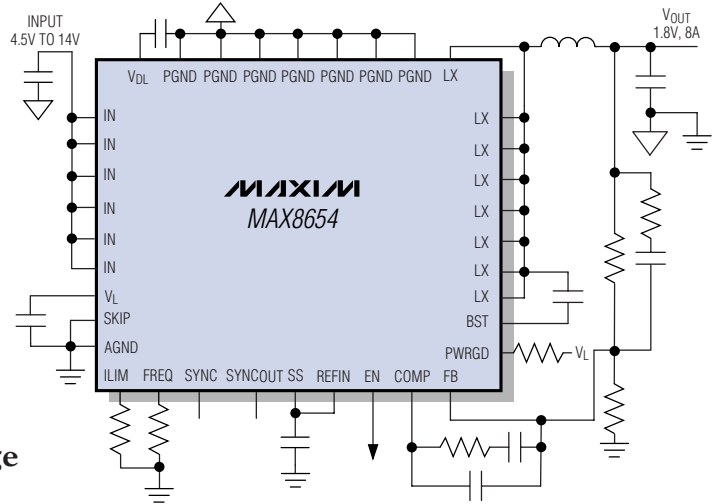 INPUT
4.5V TO 14V
VOUT
1.8V, 8A
VDL PGND PGND PGND PGND PGND PGND PGND LX
IN
IN
IN
IN
IN
IN
VL
SKIP
AGND
MAXIM
MAX8654
LX
LX
LX
LX
LX
LX
LX
BST
PWRGD
VL
ILIM FREQ SYNC SYNCOUT SS REFIN EN COMP FB